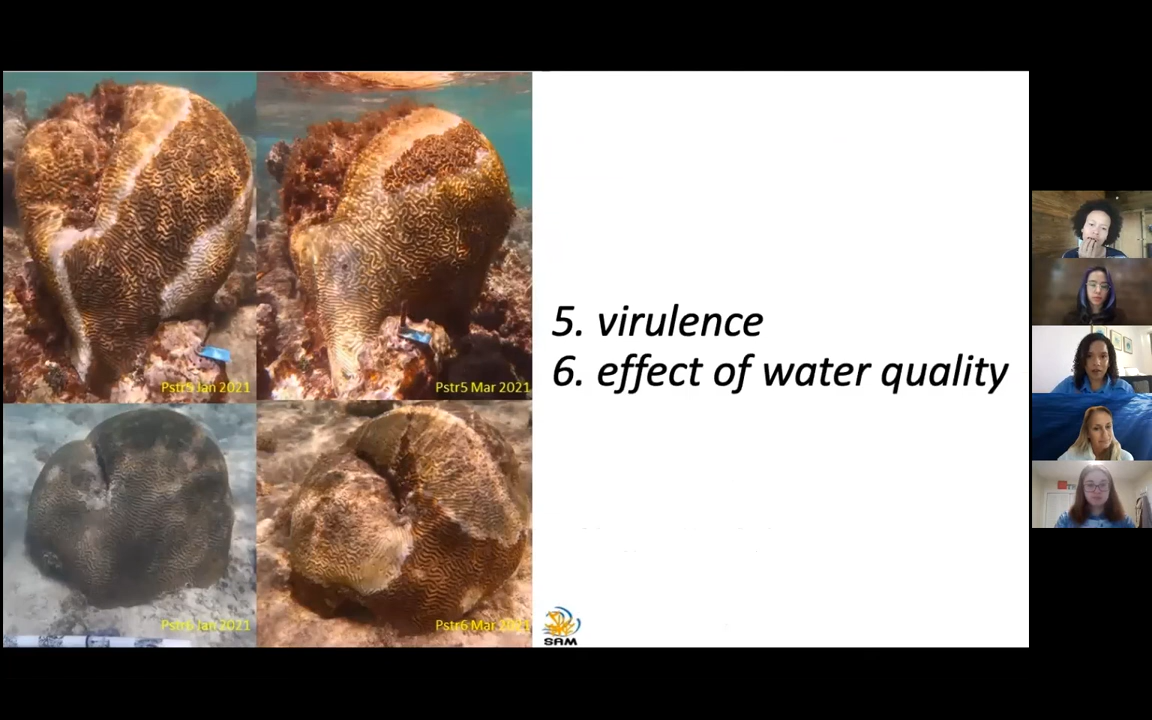 Pstr5 Jan 2021
Pstr5 Mar 2021
Pstr6 Jan 2021
Pstr6 Mar 2021
5. virulence
6. effect of water quality
SAM